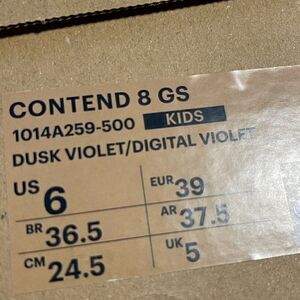 CONTEND 8 GS
1014A259-500 KIDS
DUSK VIOLET/DIGITAL VIOLET
US 6 EUR 39
BR 36.5 AR 37.5
CM 24.5 UK 5